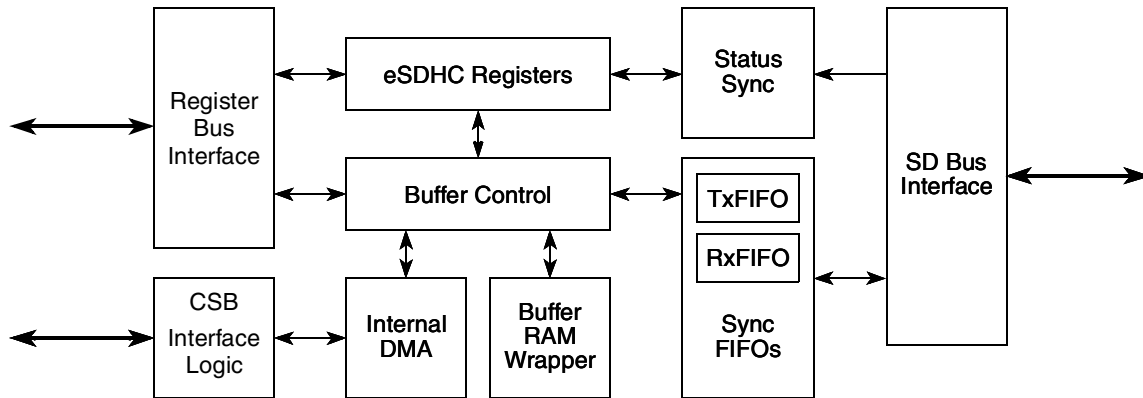 Register
Bus
Interface
eSDHC Registers
Status
Sync
SD Bus
Interface
Buffer Control
TxFIFO
RxFIFO
Sync
FIFOs
CSB
Interface
Logic
Internal
DMA
Buffer
RAM
Wrapper